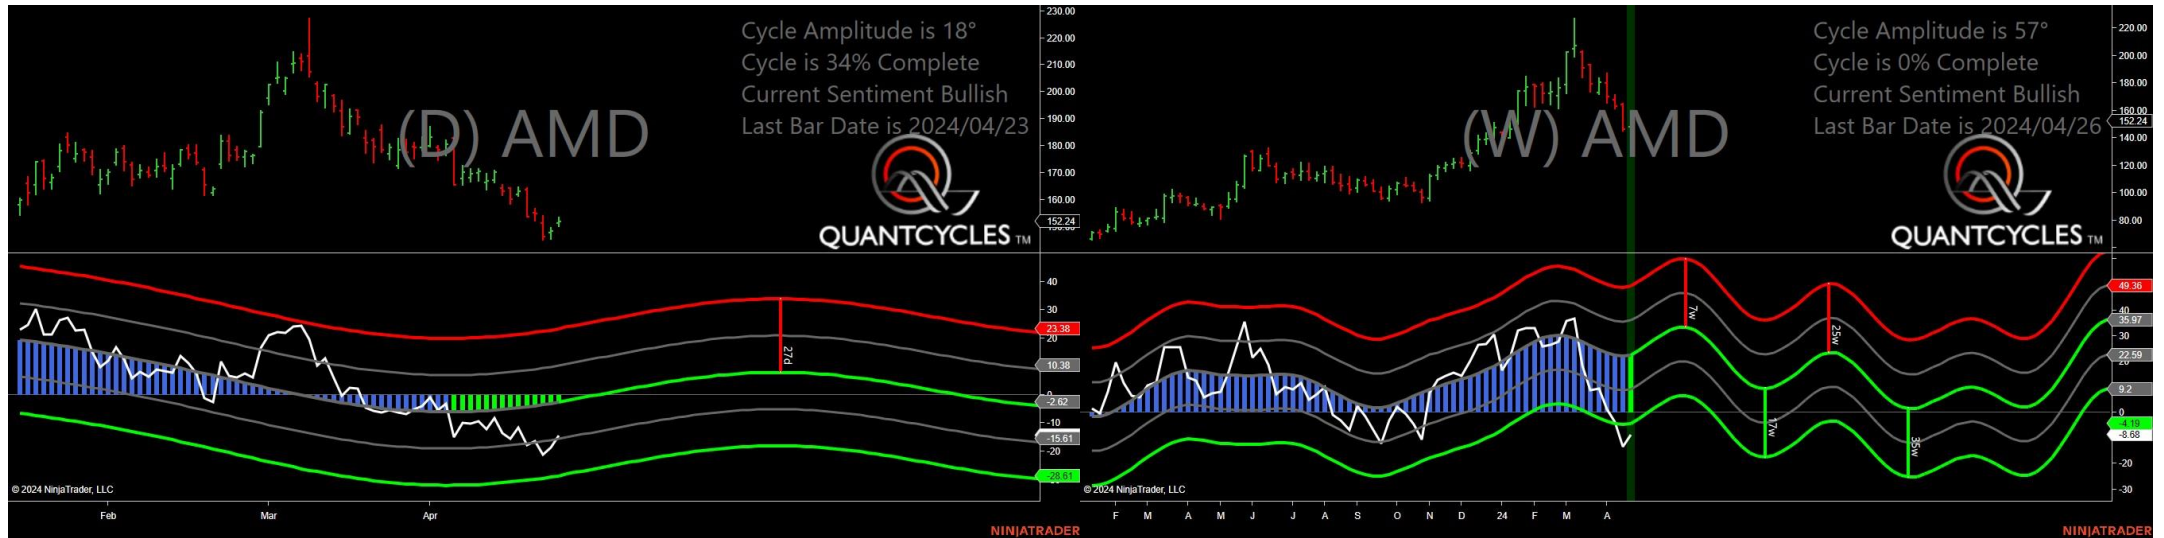 Cycle Amplitude is 18°
Cycle is 34% Complete
Current Sentiment Bullish
Last Bar Date is 2024/04/23
(D) AMD
QUANTCYCLES TM
230.00
220.00
210.00
200.00
190.00
180.00
170.00
160.00
152.24
40
30
23.38
20
10.38
-2.62
-10
-15.61
-20
-28.61
27d
© 2024 NinjaTrader, LLC
Feb Mar Apr
NINJATRADER
Cycle Amplitude is 57°
Cycle is 0% Complete
Current Sentiment Bullish
Last Bar Date is 2024/04/26
(W) AMD
QUANTCYCLES TM
220.00
200.00
180.00
160.00
152.24
140.00
120.00
100.00
80.00
49.36
40
35.97
30
22.59
20
9.2
0
-4.19
-8.68
-20
-30
7w
17w
25w
35w
© 2024 NinjaTrader, LLC
F M A M J J A S O N D 24 F M A
NINJATRADER